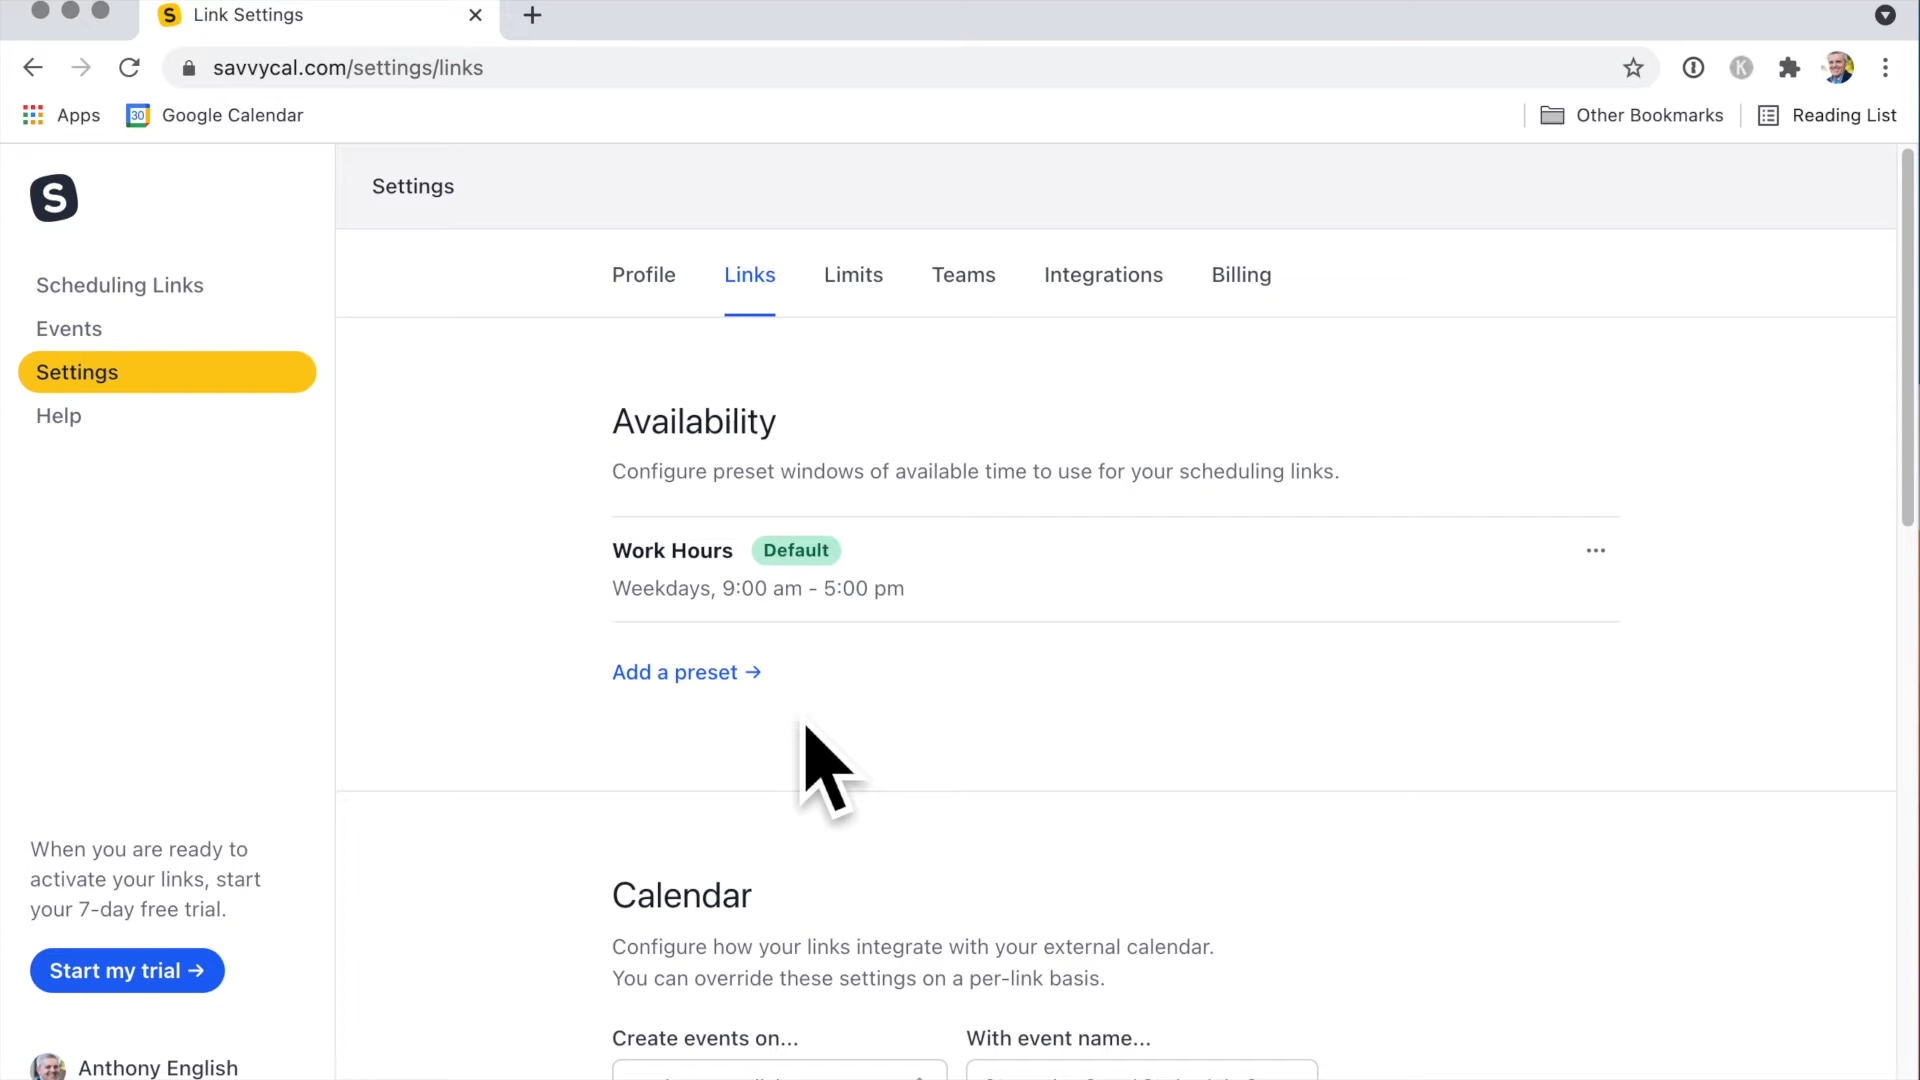 Link Settings
savvycal.com/settings/links
Apps
30
Google Calendar
Other Bookmarks
Reading List
S
Settings
Scheduling Links
Events
Settings
Help
Profile
Links
Limits
Teams
Integrations
Billing
Availability
Configure preset windows of available time to use for your scheduling links.
Work Hours
Default
Weekdays, 9:00 am - 5:00 pm
Add a preset →
Calendar
Configure how your links integrate with your external calendar.
You can override these settings on a per-link basis.
Create events on...
With event name...
When you are ready to
activate your links, start
your 7-day free trial.
Start my trial →
Anthony English